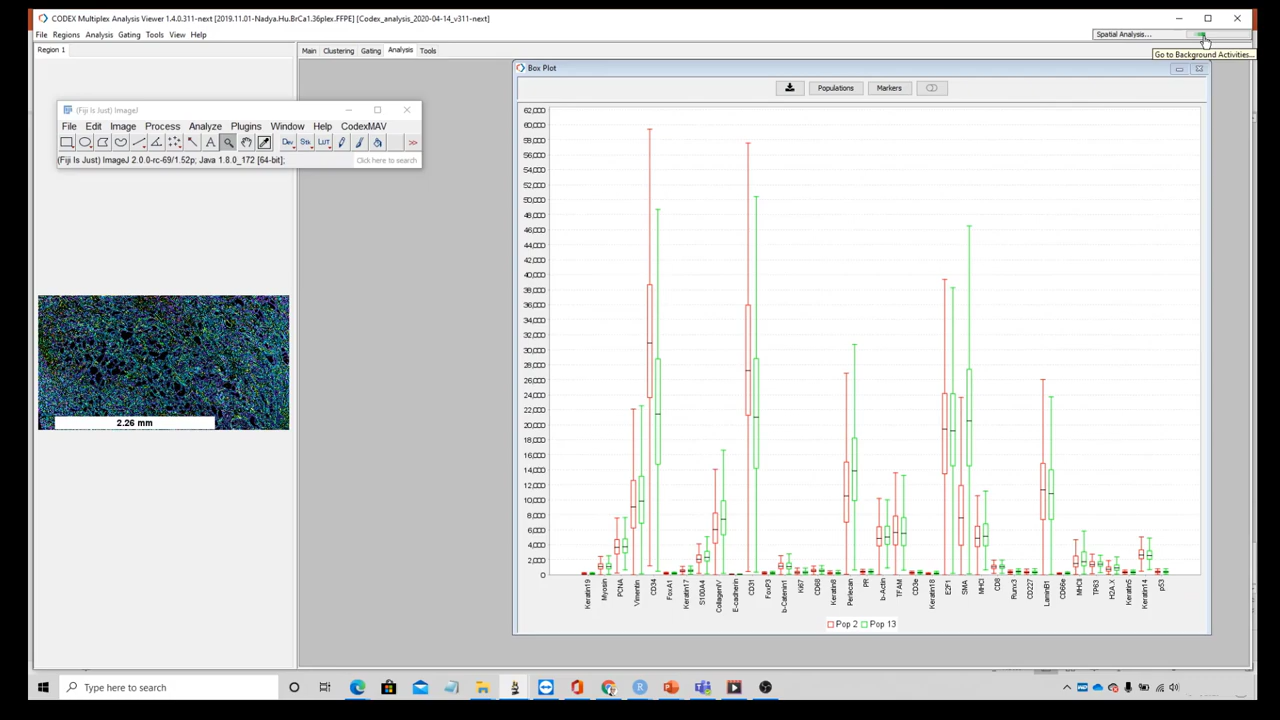 CODEX Multiplex Analysis Viewer 1.4.0.311-next [2019.11.01-Nadya.Hu.BrCa1.36plex.FFPE] [Codex_analysis_2020-04-14_v311-next]
File Regions Analysis Gating Tools View Help
Spatial Analysis...
Region 1
Main Clustering Gating Analysis Tools
Go to Background Activities...
Box Plot
Populations Markers
(Fiji Is Just) ImageJ
File Edit Image Process Analyze Plugins Window Help CodexMAV
A Dev Stk LUT >>
(Fiji Is Just) ImageJ 2.0.0-rc-69/1.52p; Java 1.8.0_172 [64-bit];
Click here to search
2.26 mm
62,000
60,000
58,000
56,000
54,000
52,000
50,000
48,000
46,000
44,000
42,000
40,000
38,000
36,000
34,000
32,000
30,000
28,000
26,000
24,000
22,000
20,000
18,000
16,000
14,000
12,000
10,000
8,000
6,000
4,000
2,000
0
Keratin19
Myosin
PCNA
Vimentin
CD34
FoxA1
Keratin17
S100A4
CollagenIV
E-cadherin
CD31
FoxP3
b-Catenin1
Ki67
CD68
Keratin8
Perlecan
PR
b-Actin
TFAM
CD3e
Keratin18
E2F1
SMA
MHCI
CD8
Runx3
CD227
LaminB1
CD66e
MHCII
TP63
H2A.X
Keratin5
Keratin14
p53
Pop 2 Pop 13
Type here to search